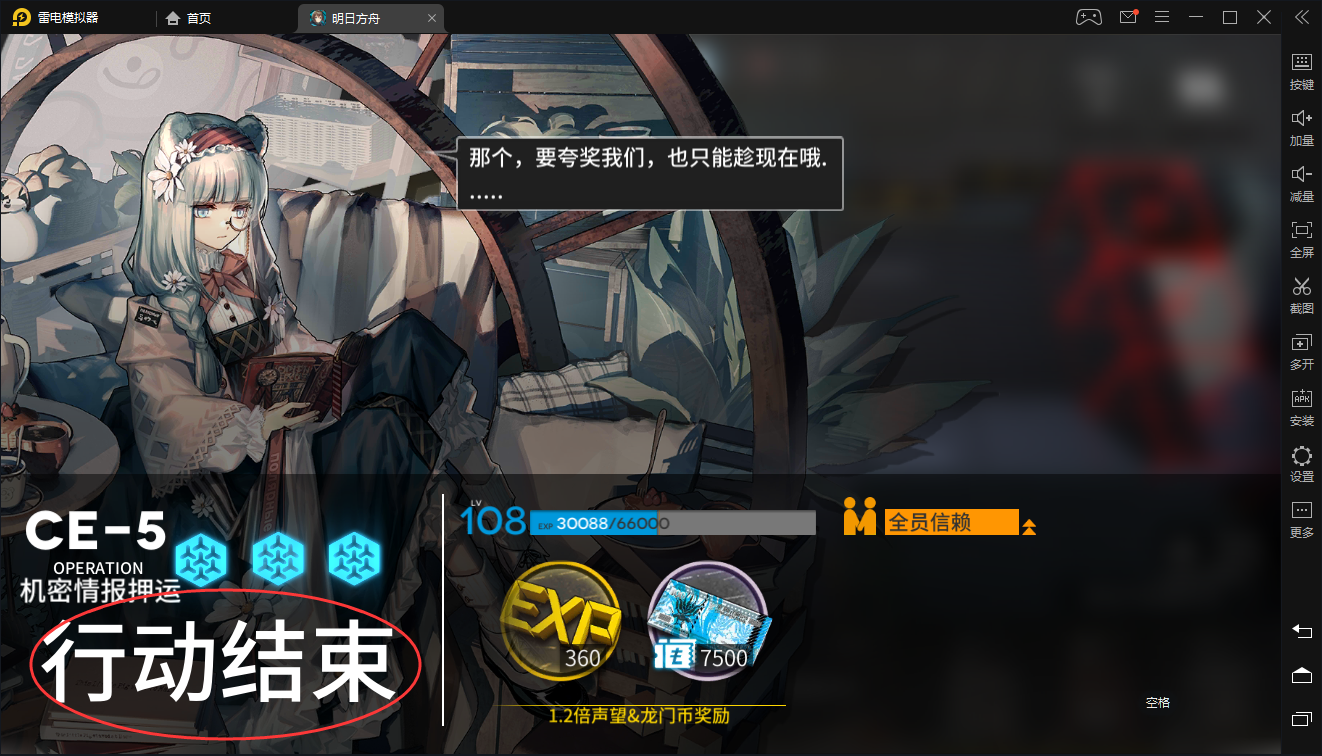 雷电模拟器
首页
明日方舟
那个，要夸奖我们，也只能趁现在哦.
.....
按键
加量
减量
全屏
截图
多开
APK
安装
设置
更多
CE-5
OPERATION
机密情报押运
行动结束
LV
108
EXP 30088/66000
全员信赖
EXP
360
7500
1.2倍声望&龙门币奖励
空格